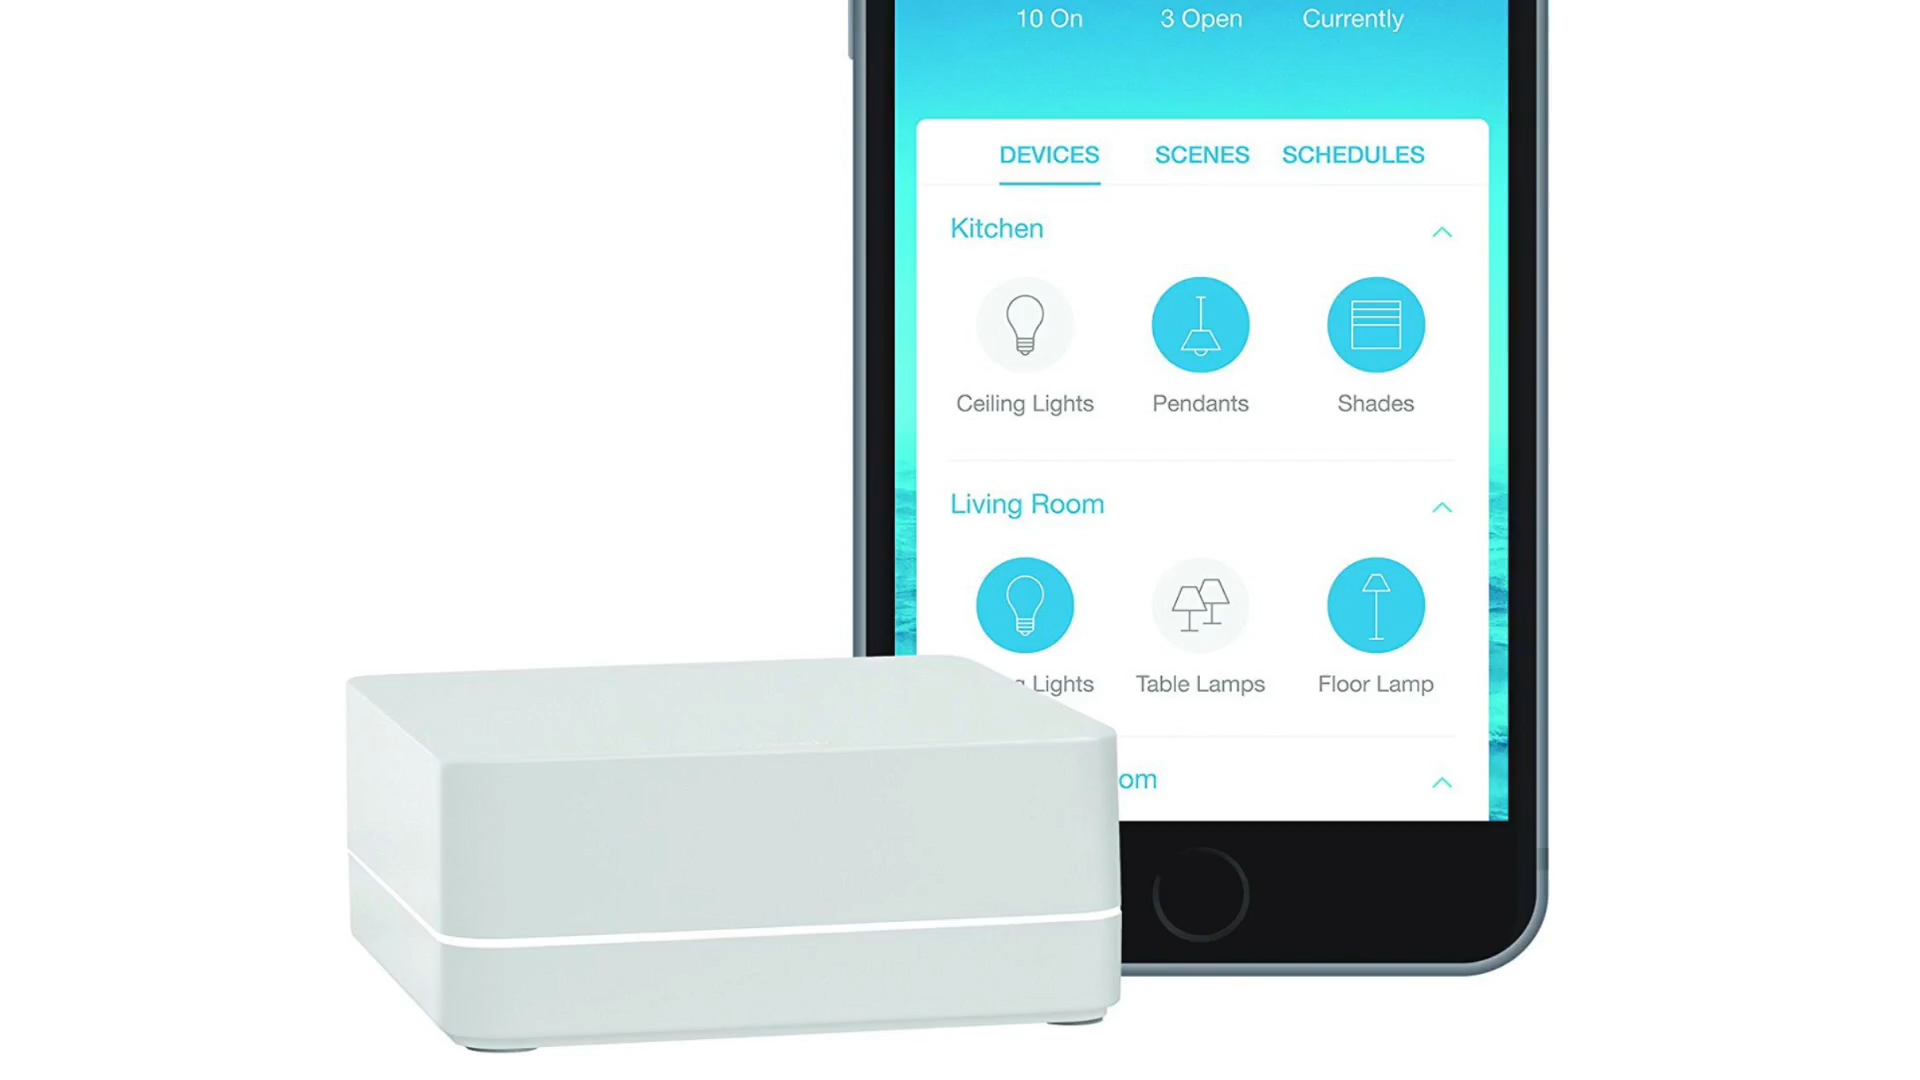 10 On 3 Open Currently
DEVICES SCENES SCHEDULES
Kitchen
Ceiling Lights Pendants Shades
Living Room
Lights Table Lamps Floor Lamp